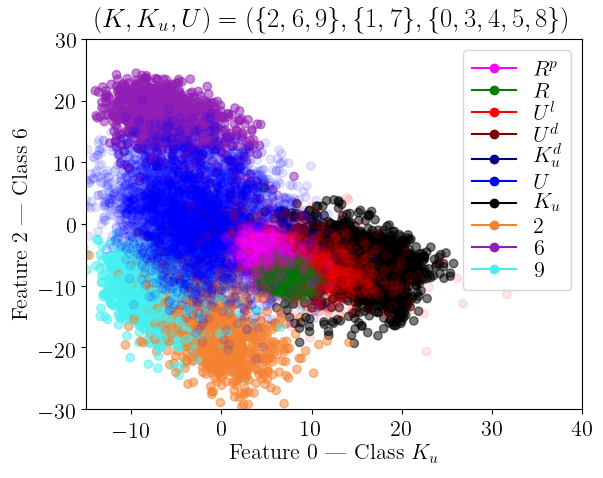 (K, K_u, U) = ({2, 6, 9}, {1, 7}, {0, 3, 4, 5, 8})
30
20
10
0
−10
−20
−30
Feature 2 — Class 6
R^p
R
U^l
U^d
K_u^d
U
K_u
2
6
9
−10
0
10
20
30
40
Feature 0 — Class K_u